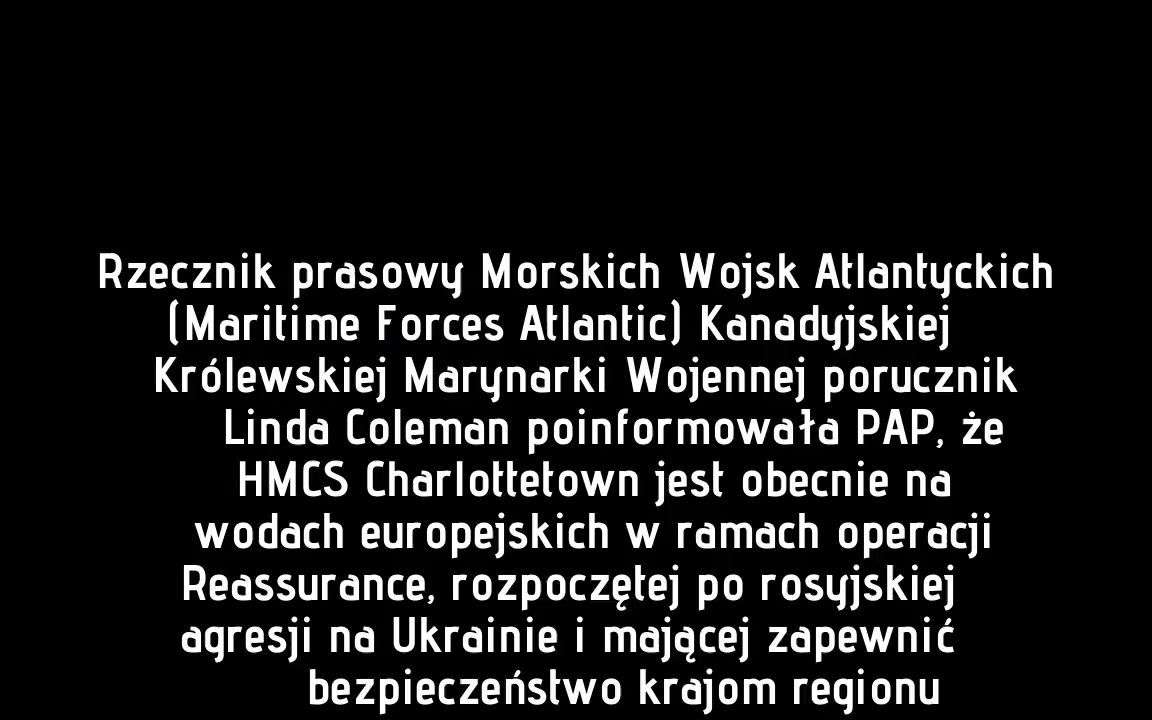 Rzecznik prasowy Morskich Wojsk Atlantyckich
(Maritime Forces Atlantic) Kanadyjskiej
Królewskiej Marynarki Wojennej porucznik
Linda Coleman poinformowała PAP, że
HMCS Charlottetown jest obecnie na
wodach europejskich w ramach operacji
Reassurance, rozpoczętej po rosyjskiej
agresji na Ukrainie i mającej zapewnić
bezpieczeństwo krajom regionu